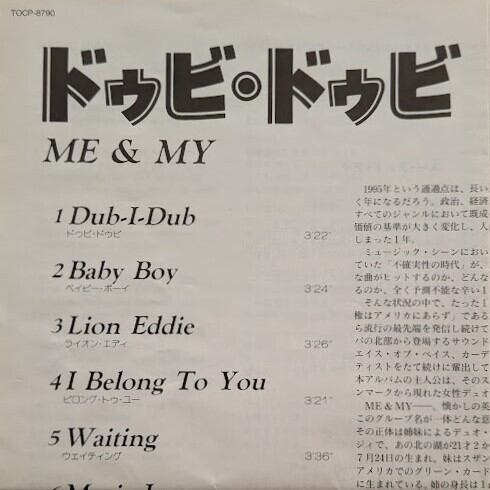 TOCP-8790
ドゥビ・ドゥビ
ME & MY
1 Dub-I-Dub
ドゥビ・ドゥビ 3'22"
2 Baby Boy
ベイビー・ボーイ 3'24"
3 Lion Eddie
ライオン・エディ 3'26"
4 I Belong To You
ビロング・トゥ・ユー 3'21"
5 Waiting
ウェイティング 3'36"
1995年という通過点は、長い
く年になるだろう。政治、経済
すべてのジャンルにおいて既成
価値の基準が大きく変化し、人
しまった1年。
ミュージック・シーンにおい
ていた「不確実性の時代」が、
な曲がヒットするのか、どんな
るのか、全く予測不能な辛い1
そんな状況の中で、たった1
権はアメリカにあらず」である
ら流行の最先端を発信し続けて
パの北部から登場するサウンド
エイス・オブ・ベイス、カーデ
ティストをたて続けに輩出して
本アルバムの主人公は、そのス
ンマークから現れた女性デュオ
ME & MY――。懐かしの英
このグループ名が一体どんな意
その正体は姉妹によるデュオ・
ジィで、あの北の湖が21才2か
7月24日の生まれ。妹はスザン
アメリカでのグリーン・カード
に生まれている。姉の身長は1